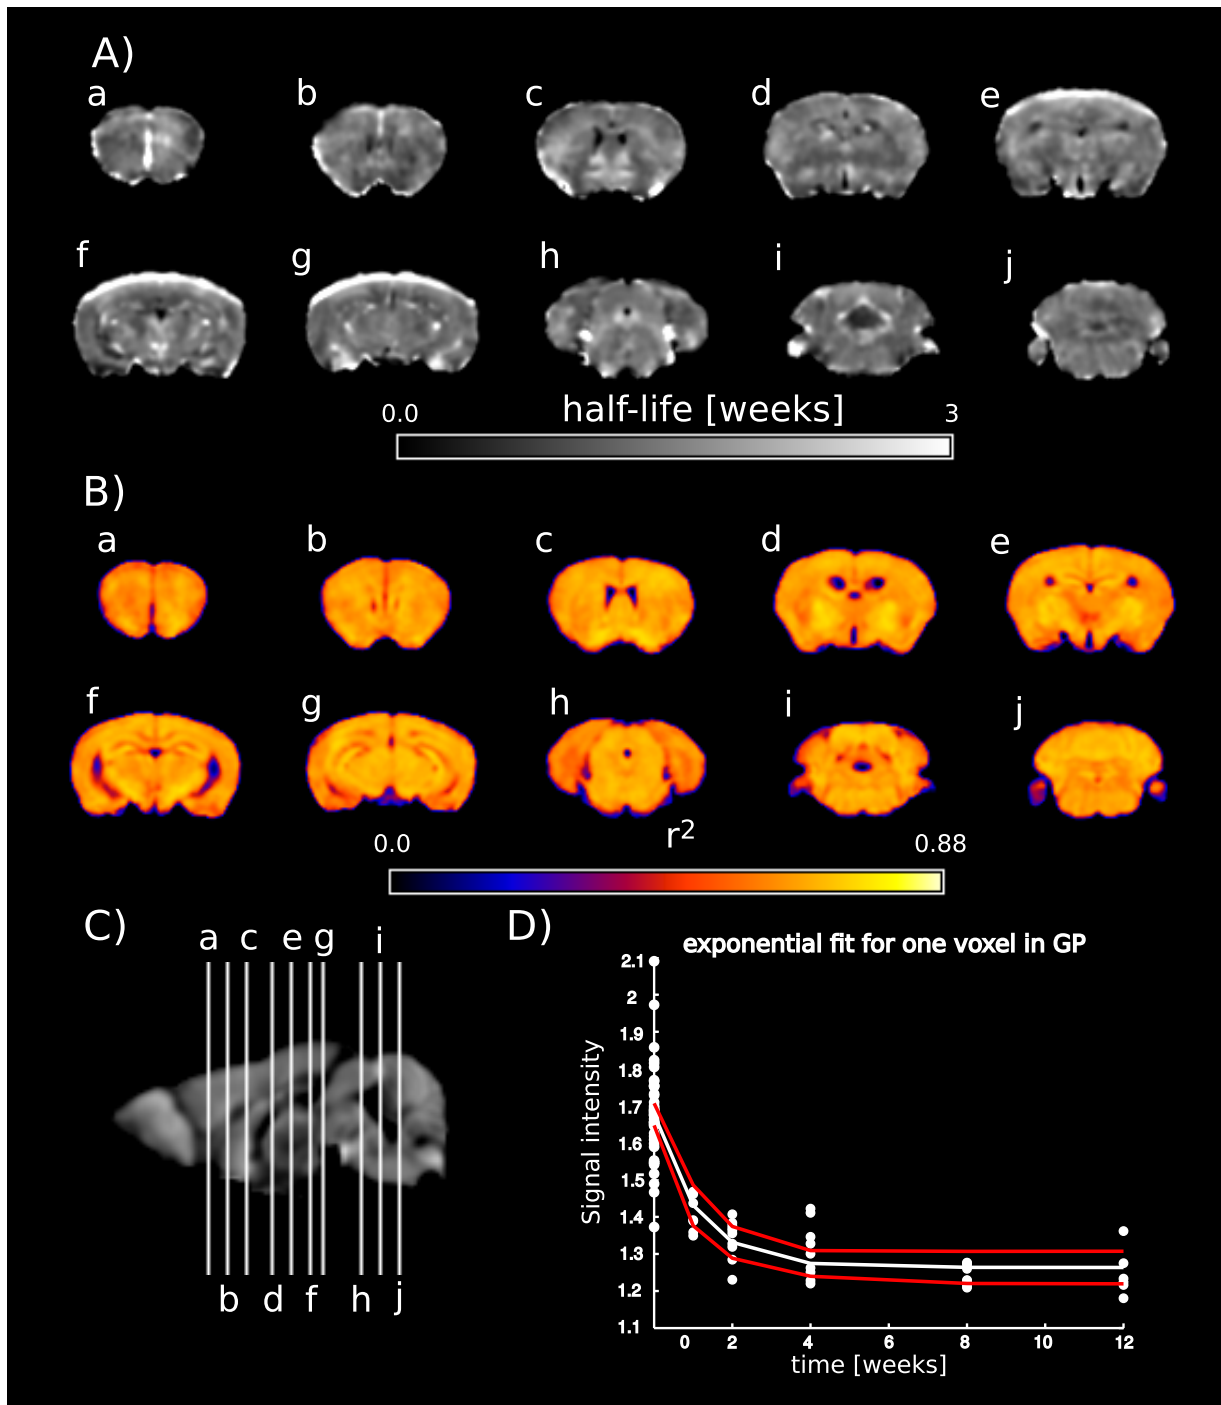 A)
a b c d e
f g h i j
half-life [weeks]
0.0 3
B)
a b c d e
f g h i j
r2
0.0 0.88
C)
a c e g i
b d f h j
D)
exponential fit for one voxel in GP
2.1
2
1.9
1.8
1.7
1.6
1.5
1.4
1.3
1.2
1.1
Signal intensity
0 2 4 6 8 10 12
time [weeks]